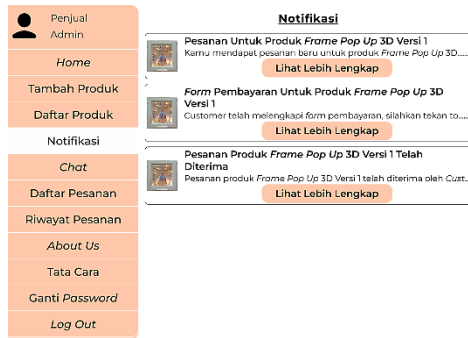 Penjual
Admin
Home
Tambah Produk
Daftar Produk
Notifikasi
Chat
Daftar Pesanan
Riwayat Pesanan
About Us
Tata Cara
Ganti Password
Log Out
Notifikasi
Pesanan Untuk Produk Frame Pop Up 3D Versi 1
Kamu mendapat pesanan baru untuk produk Frame Pop Up 3D.....
Lihat Lebih Lengkap
Form Pembayaran Untuk Produk Frame Pop Up 3D
Versi 1
Customer telah melengkapi form pembayaran, silahkan tekan to.....
Lihat Lebih Lengkap
Pesanan Produk Frame Pop Up 3D Versi 1 Telah
Diterima
Pesanan produk Frame Pop Up 3D Versi 1 telah diterima oleh Cust..
Lihat Lebih Lengkap